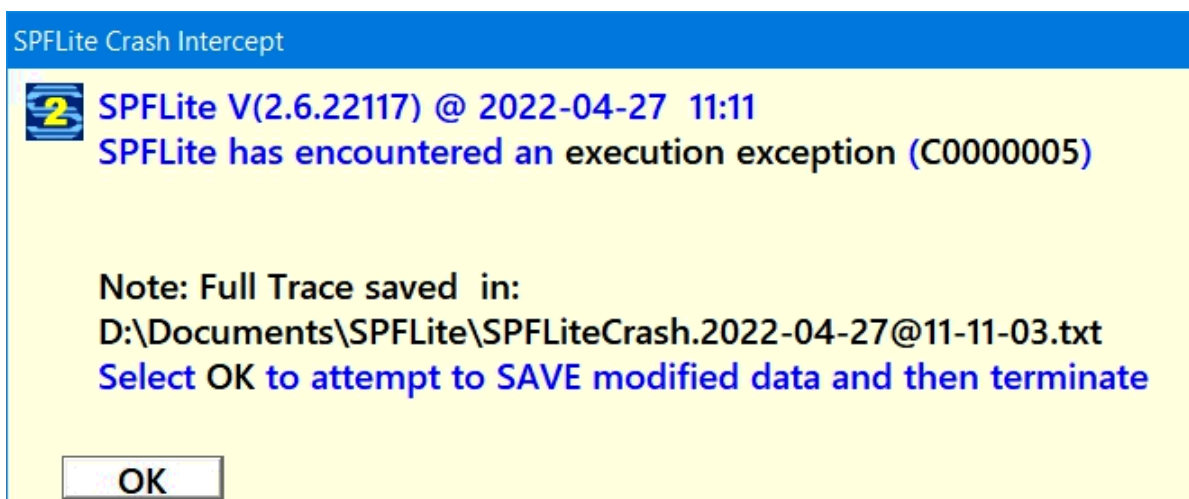 SPFLite Crash Intercept
2
SPFLite V(2.6.22117) @ 2022-04-27  11:11
SPFLite has encountered an execution exception (C0000005)
Note: Full Trace saved  in:
D:\Documents\SPFLite\SPFLiteCrash.2022-04-27@11-11-03.txt
Select OK to attempt to SAVE modified data and then terminate
OK